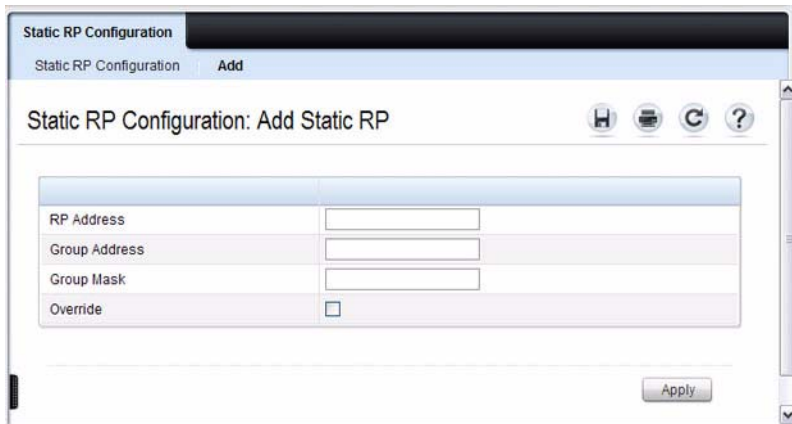 Static RP Configuration
Static RP Configuration Add
Static RP Configuration: Add Static RP
RP Address
Group Address
Group Mask
Override
Apply